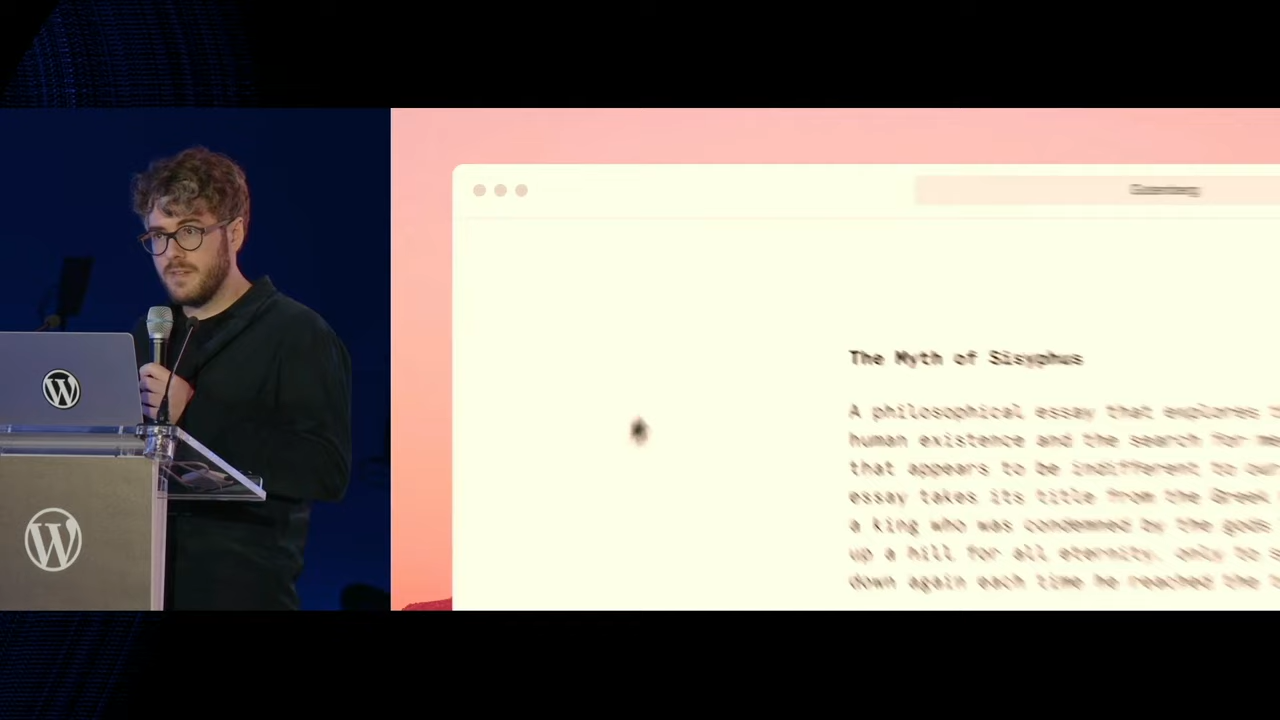 W
W
Gutenberg
The Myth of Sisyphus
A philosophical essay that explores
human existence and the search for
that appears to be indifferent to our
essay takes its title from the Greek
a king who was condemned by the gods
up a hill for all eternity, only to
down again each time he reached the